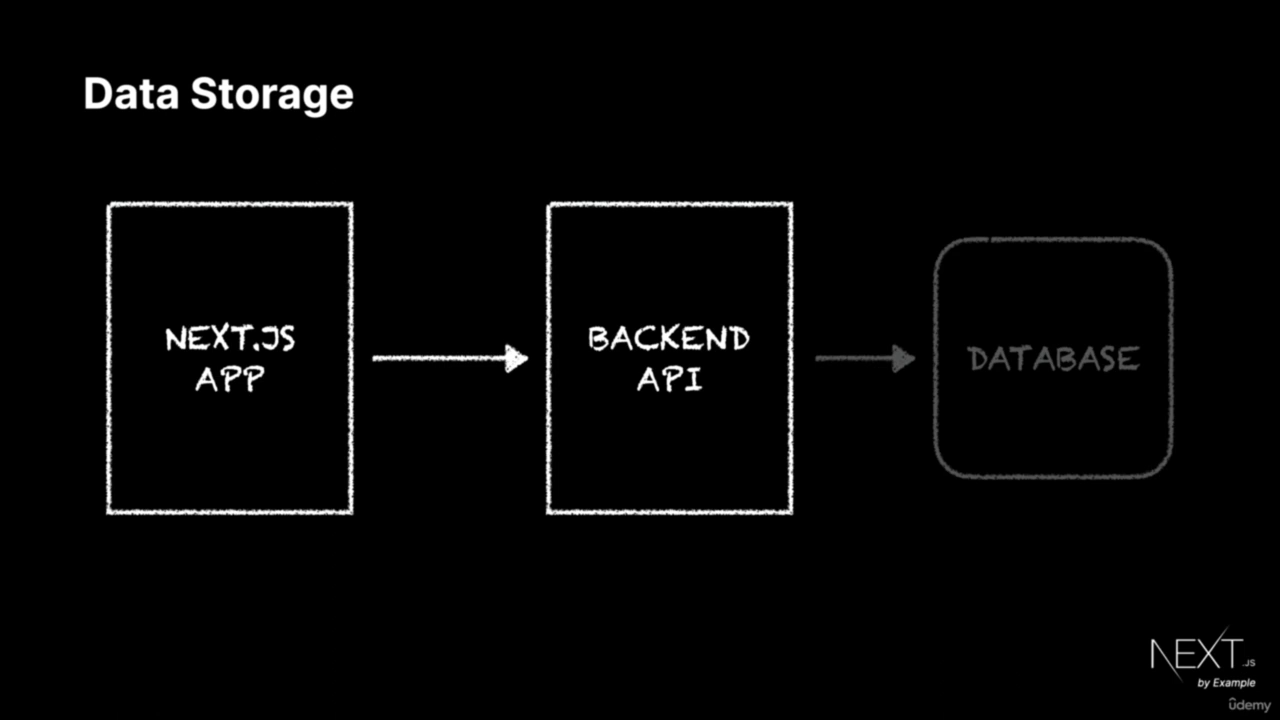 Data Storage
NEXT.JS
APP
BACKEND
API
DATABASE
NEXT.JS
by Example
ûdemy